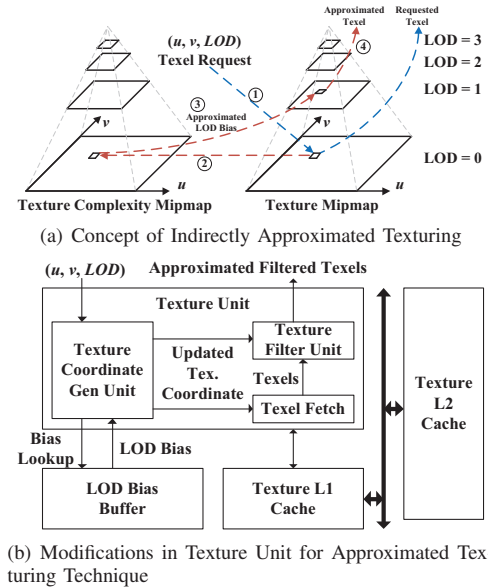 (u, v, LOD)
Texel Request
Approximated
Texel
Requested
Texel
④
LOD = 3
LOD = 2
LOD = 1
LOD = 0
①
③
Approximated
LOD Bias
②
v
v
u
u
Texture Complexity Mipmap
Texture Mipmap
(a) Concept of Indirectly Approximated Texturing
(u, v, LOD)
Approximated Filtered Texels
Texture Unit
Texture
Coordinate
Gen Unit
Updated
Tex.
Coordinate
Texture
Filter Unit
Texels
Texel Fetch
Texture
L2
Cache
Bias
Lookup
LOD Bias
LOD Bias
Buffer
Texture L1
Cache
(b) Modifications in Texture Unit for Approximated Tex
turing Technique